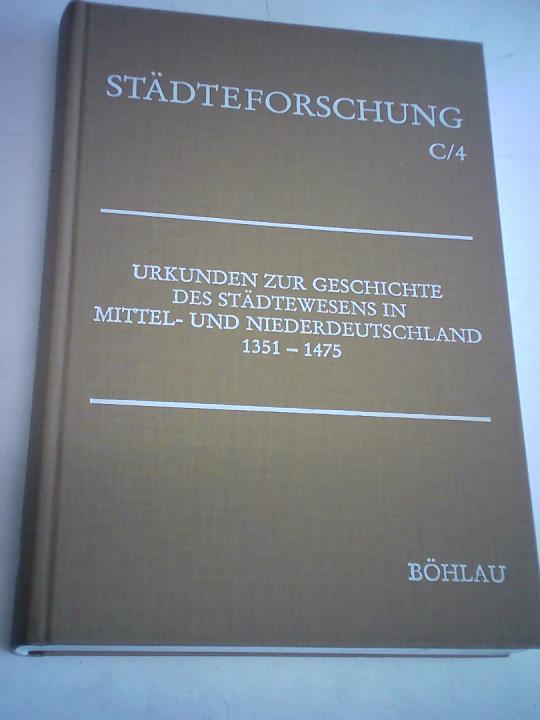 STÄDTEFORSCHUNG
C/4
URKUNDEN ZUR GESCHICHTE
DES STÄDTEWESENS IN
MITTEL- UND NIEDERDEUTSCHLAND
1351 – 1475
BÖHLAU